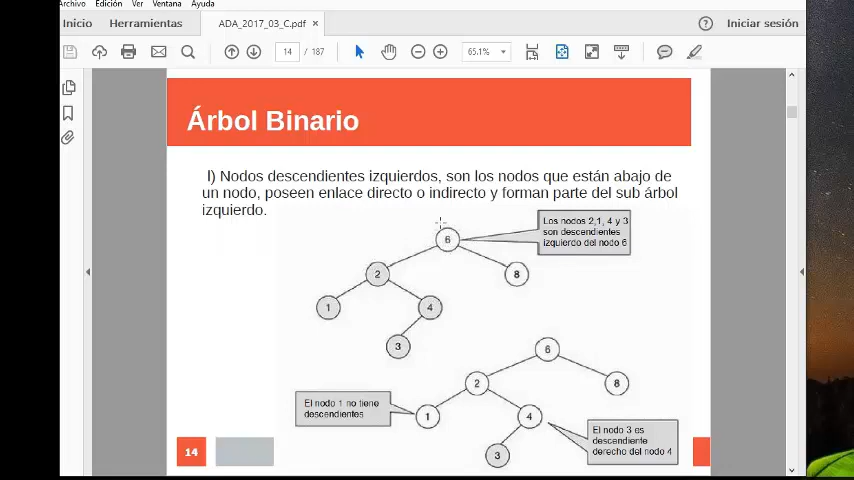 Archivo Edición Ver Ventana Ayuda
Inicio Herramientas ADA_2017_03_C.pdf × ? Iniciar sesión
14 / 187 65.1%
Árbol Binario
l) Nodos descendientes izquierdos, son los nodos que están abajo de
un nodo, poseen enlace directo o indirecto y forman parte del sub árbol
izquierdo.
Los nodos 2,1, 4 y 3
son descendientes
izquierdo del nodo 6
6
2
8
1
4
3
6
2
8
El nodo 1 no tiene
descendientes
1
4
El nodo 3 es
descendiente
derecho del nodo 4
3
14